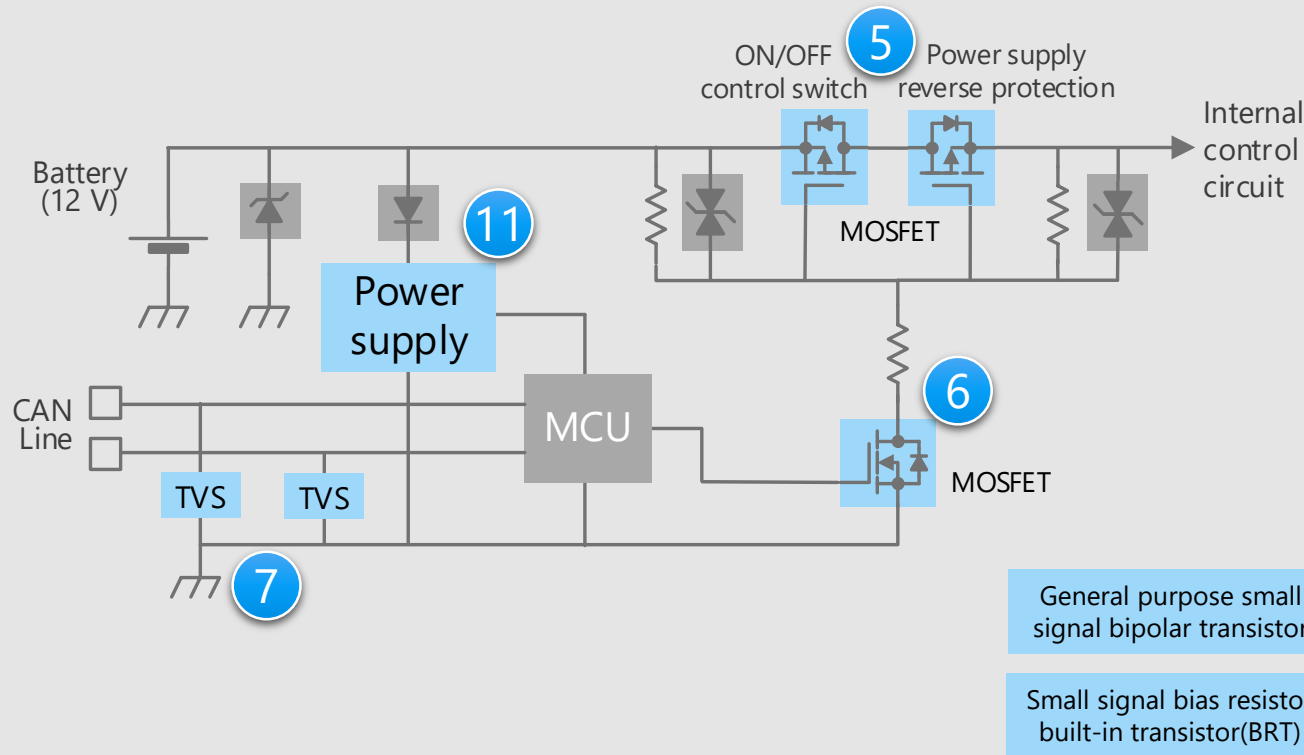 5
ON/OFF
control switch
Power supply
reverse protection
Internal
control
circuit
Battery
(12 V)
11
MOSFET
Power
supply
6
CAN
Line
MCU
MOSFET
TVS
TVS
7
General purpose small
signal bipolar transistor
Small signal bias resisto
built-in transistor(BRT)